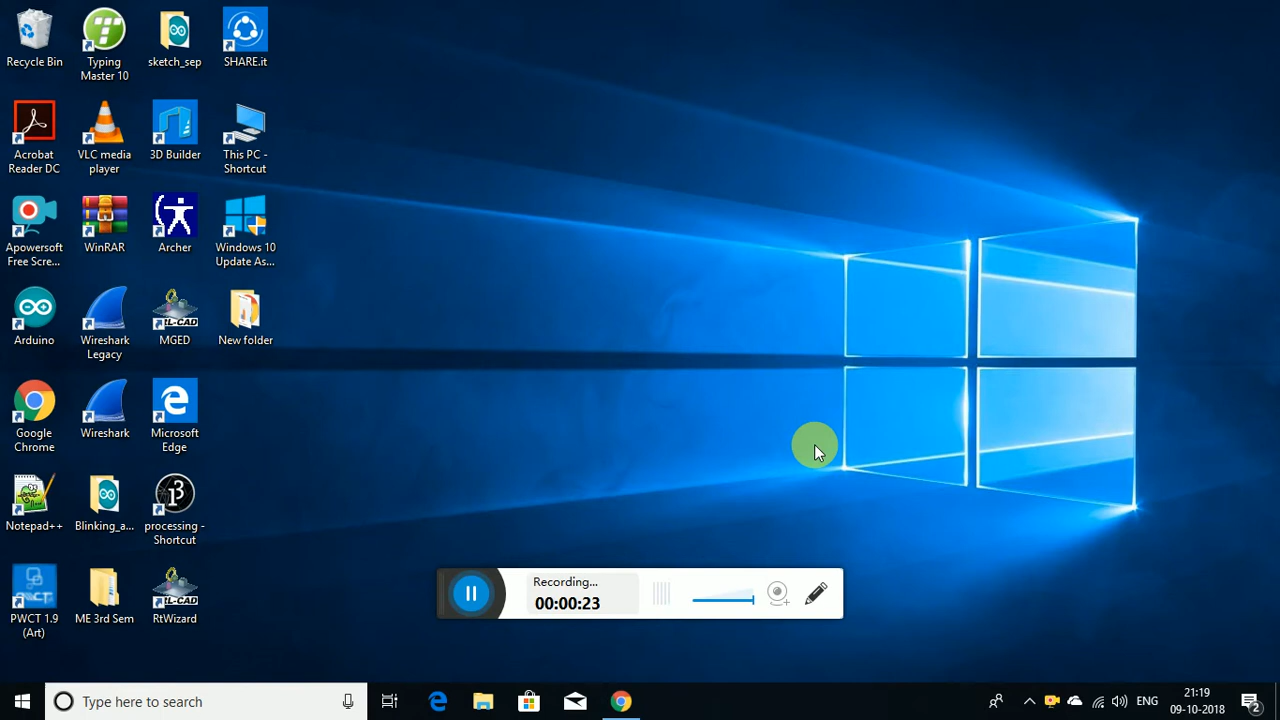 Recycle Bin
Typing
Master 10
sketch_sep
SHARE.it
Acrobat
Reader DC
VLC media
player
3D Builder
This PC -
Shortcut
Apowersoft
Free Scre...
WinRAR
Archer
Windows 10
Update As...
Arduino
Wireshark
Legacy
MGED
New folder
Google
Chrome
Wireshark
Microsoft
Edge
Notepad++
Blinking_a...
processing -
Shortcut
PWCT 1.9
(Art)
ME 3rd Sem
RtWizard
Recording...
00:00:23
Type here to search
ENG
21:19
09-10-2018
2